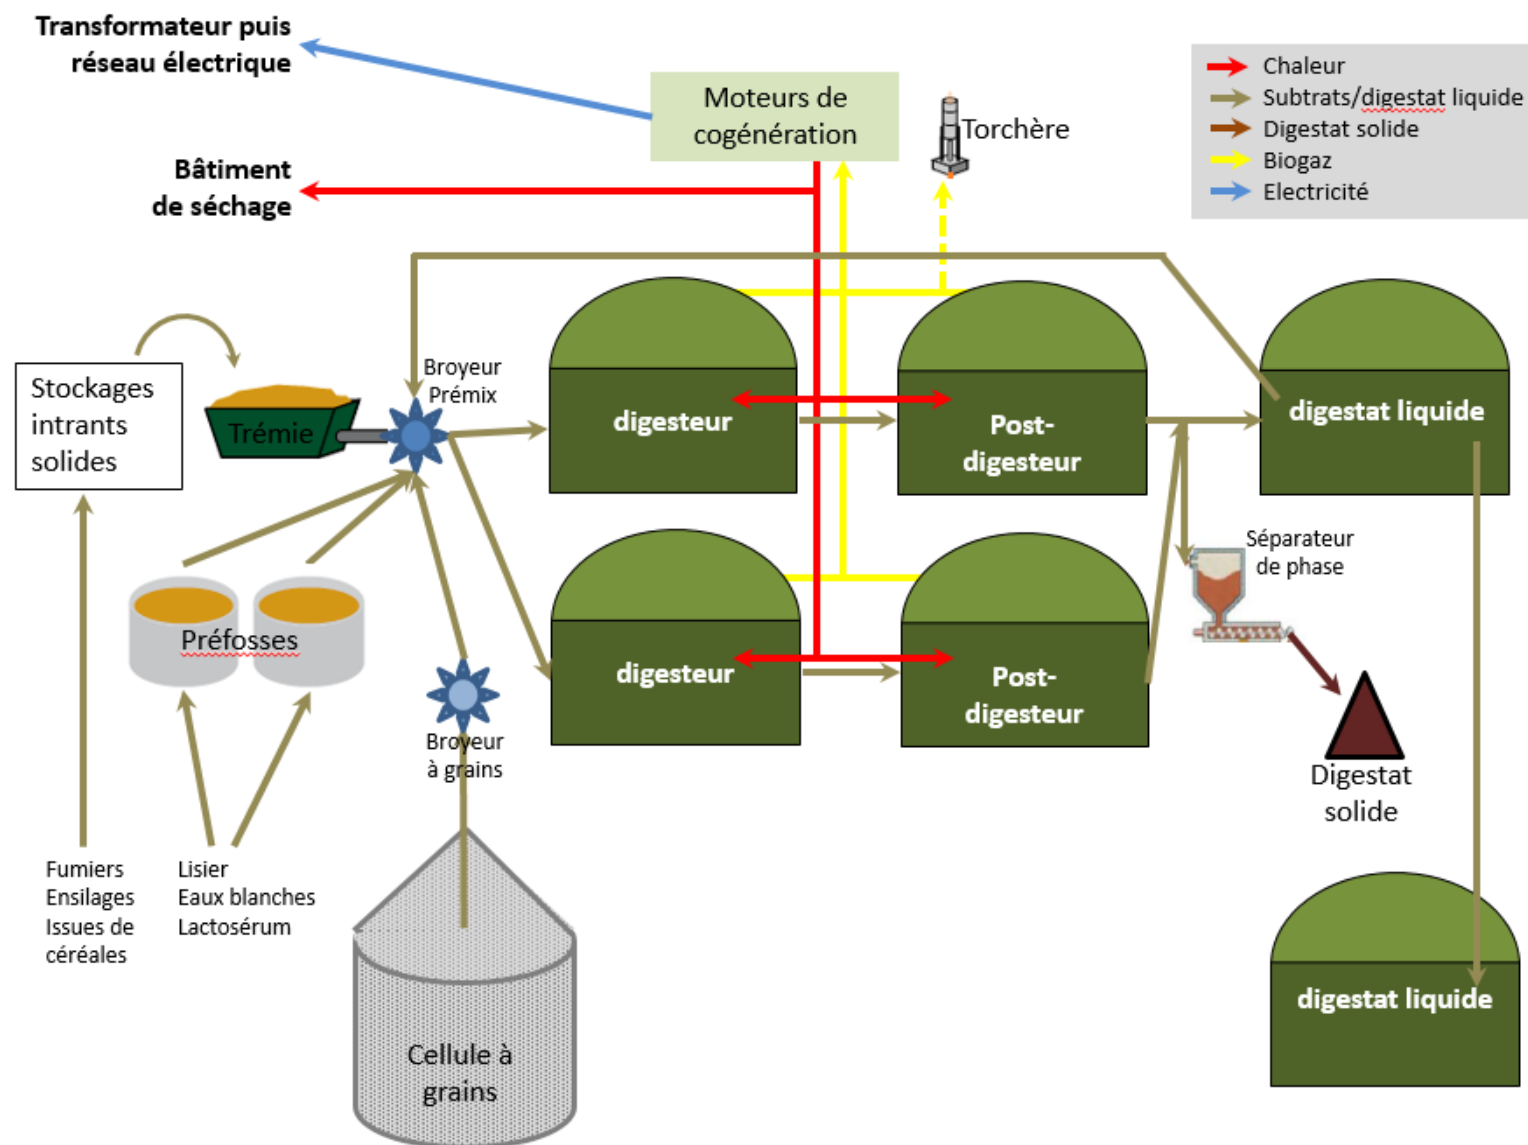 Transformateur puis
réseau électrique
Moteurs de
cogénération
Torchère
Chaleur
Subtrats/digestat liquide
Digestat solide
Biogaz
Electricité
Bâtiment
de séchage
Stockages
intrants
solides
Trémie
Broyeur
Prémix
digesteur
Post-
digesteur
digestat liquide
Séparateur
de phase
Préfosses
digesteur
Post-
digesteur
Broyeur
à grains
Digestat
solide
Fumiers
Ensilages
Issues de
céréales
Lisier
Eaux blanches
Lactosérum
Cellule à
grains
digestat liquide